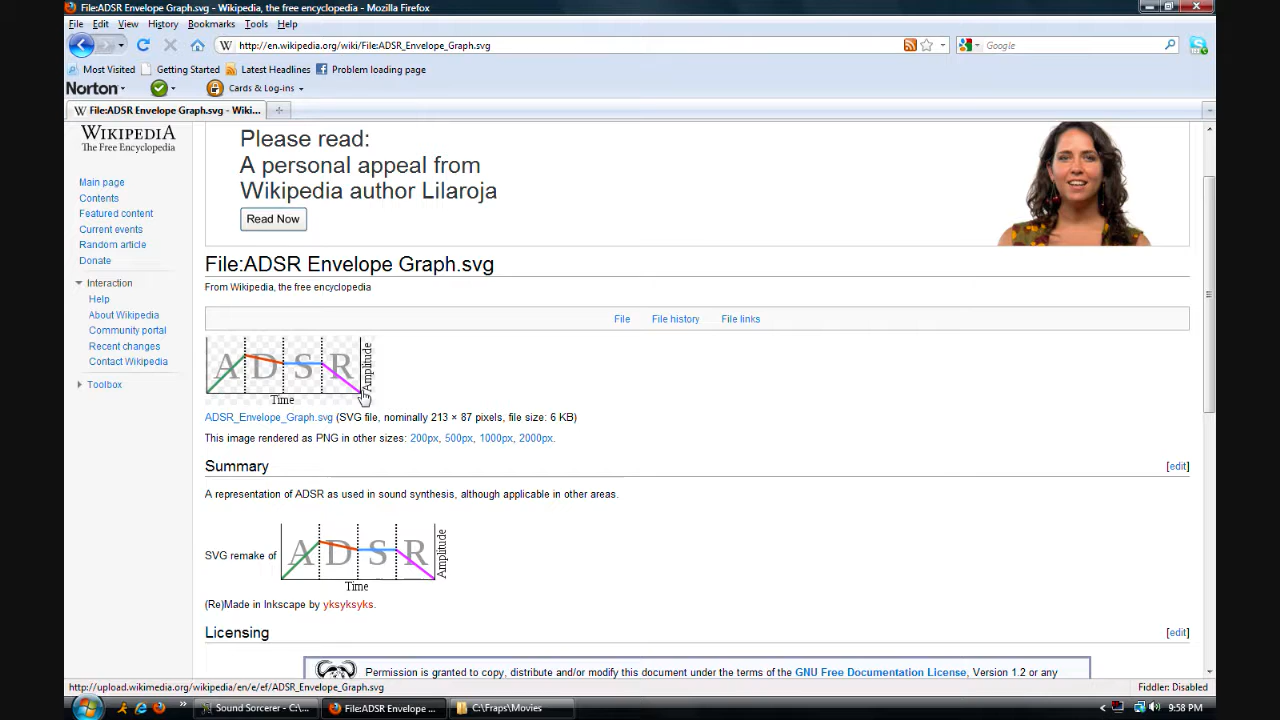 File:ADSR Envelope Graph.svg - Wikipedia, the free encyclopedia - Mozilla Firefox
File Edit View History Bookmarks Tools Help
http://en.wikipedia.org/wiki/File:ADSR_Envelope_Graph.svg
Google
Most Visited Getting Started Latest Headlines Problem loading page
Norton Cards & Log-ins
File:ADSR Envelope Graph.svg - Wiki...
WIKIPEDIA
The Free Encyclopedia
Main page
Contents
Featured content
Current events
Random article
Donate
Interaction
Help
About Wikipedia
Community portal
Recent changes
Contact Wikipedia
Toolbox
Please read:
A personal appeal from
Wikipedia author Lilaroja
Read Now
File:ADSR Envelope Graph.svg
From Wikipedia, the free encyclopedia
File File history File links
A D S R
Amplitude
Time
ADSR_Envelope_Graph.svg (SVG file, nominally 213 × 87 pixels, file size: 6 KB)
This image rendered as PNG in other sizes: 200px, 500px, 1000px, 2000px.
Summary [edit]
A representation of ADSR as used in sound synthesis, although applicable in other areas.
A D S R
Amplitude
SVG remake of
Time
(Re)Made in Inkscape by yksyksyks.
Licensing [edit]
Permission is granted to copy, distribute and/or modify this document under the terms of the GNU Free Documentation License, Version 1.2 or any
http://upload.wikimedia.org/wikipedia/en/e/ef/ADSR_Envelope_Graph.svg
Fiddler: Disabled
Sound Sorcerer - C:\... File:ADSR Envelope ... C:\Fraps\Movies
9:58 PM